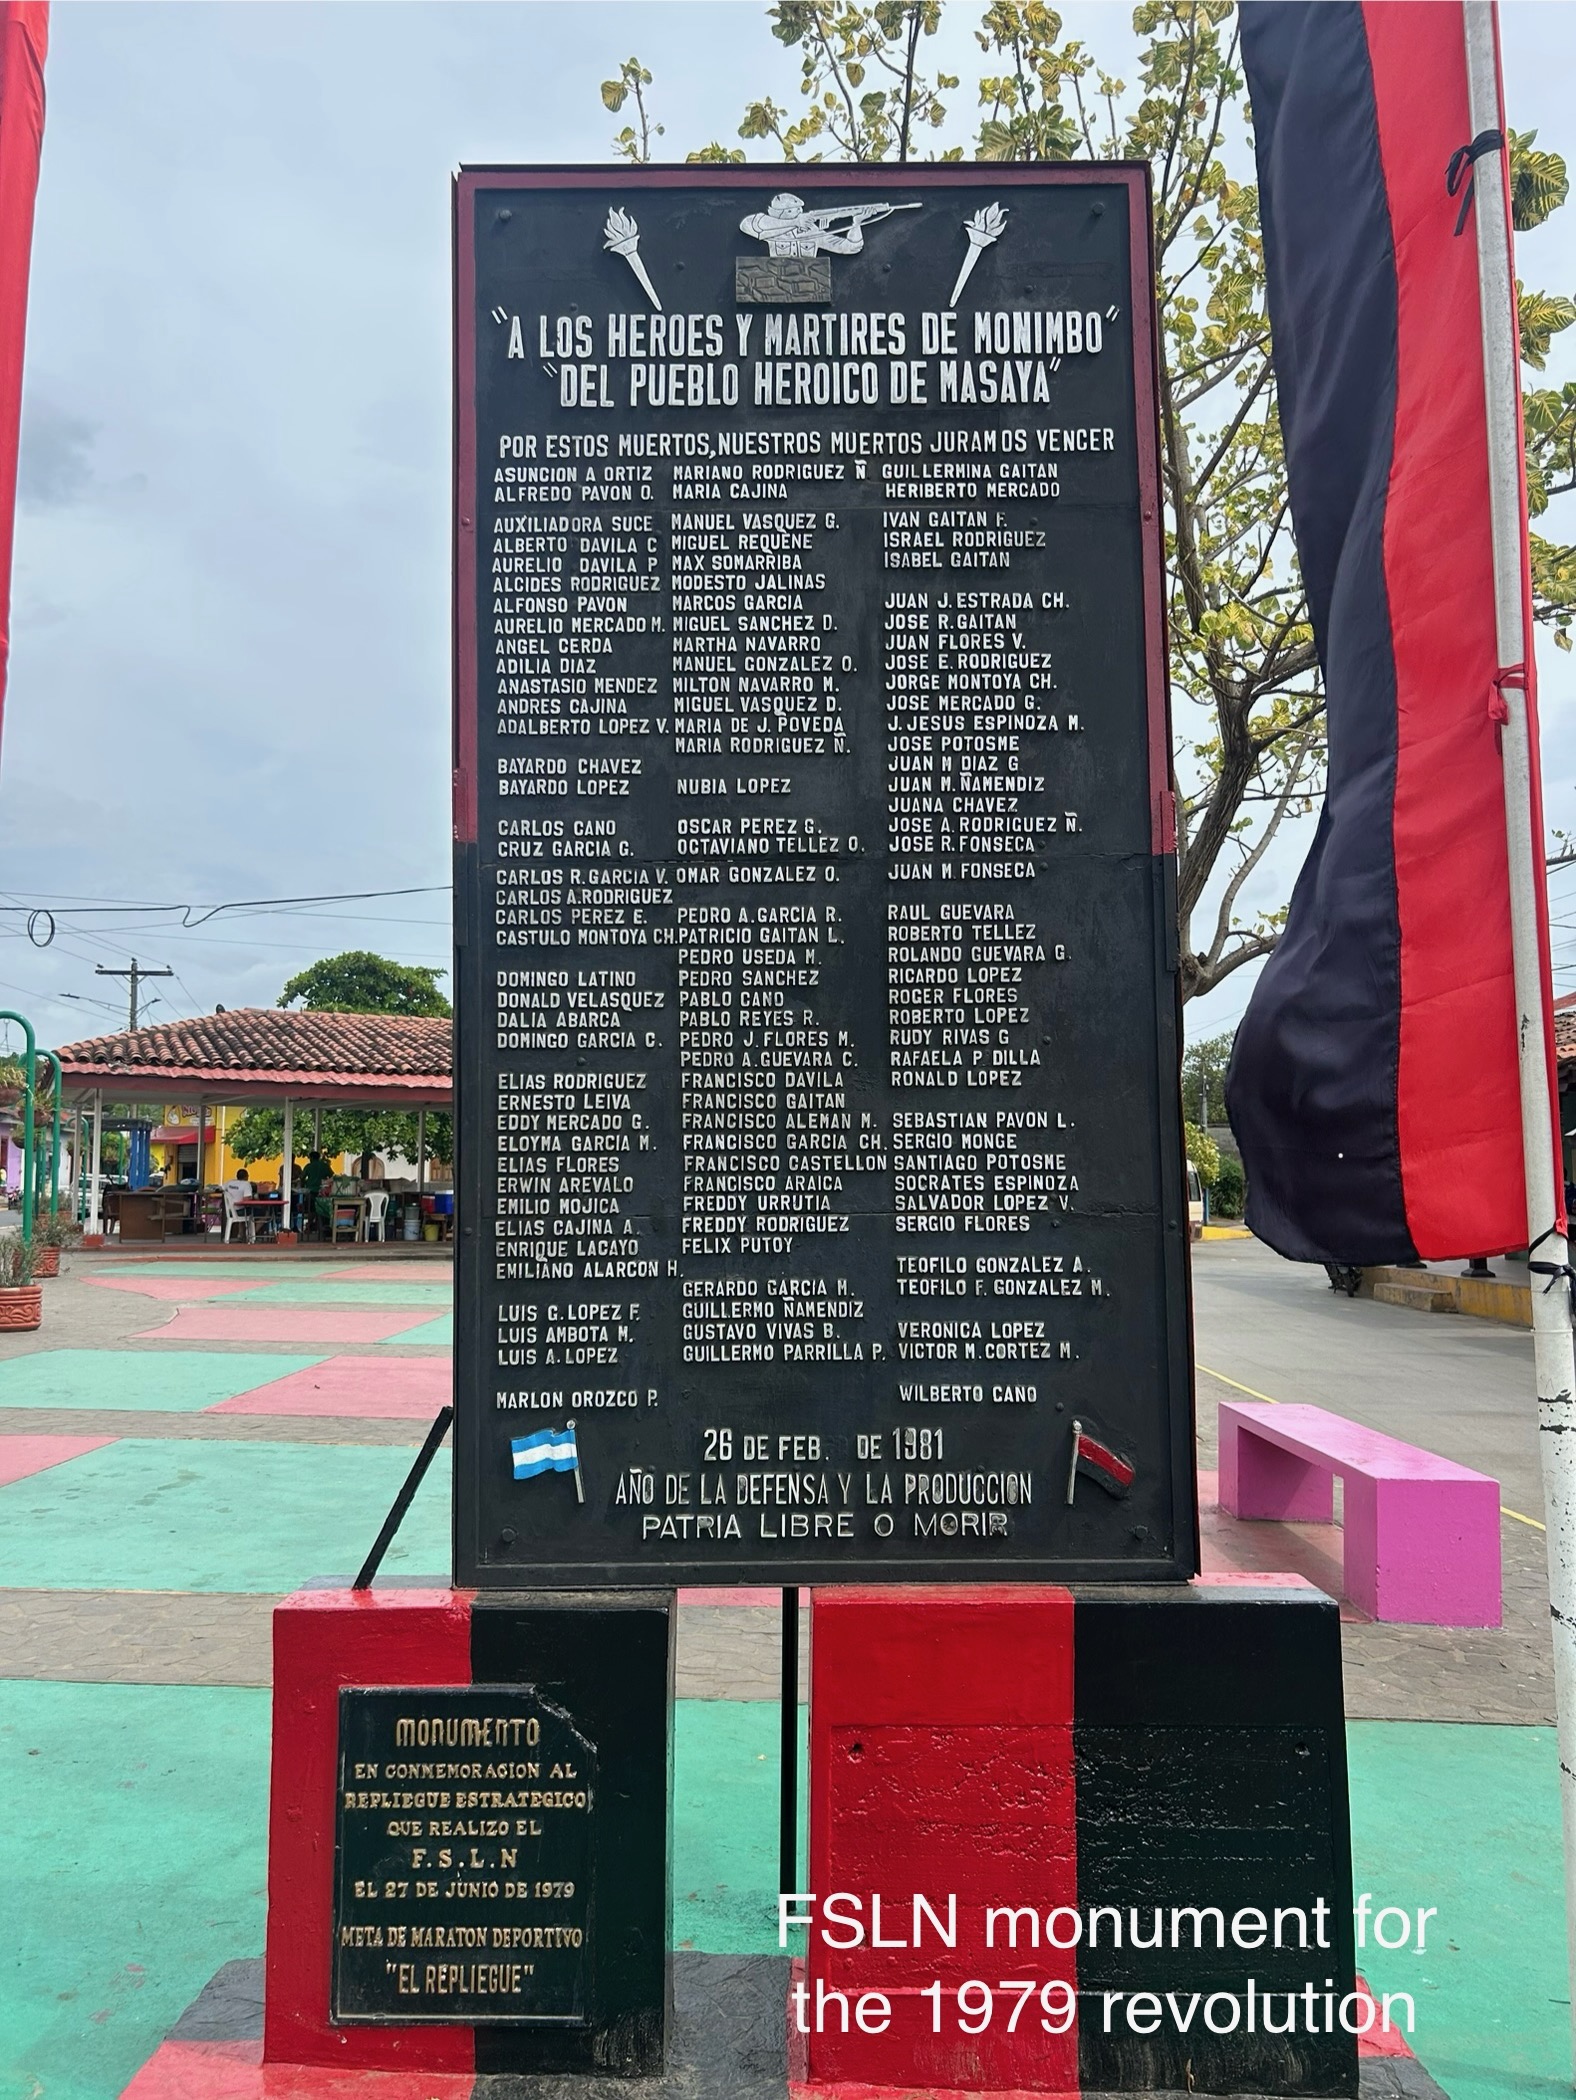 "A LOS HEROES Y MARTIRES DE MONIMBO"
"DEL PUEBLO HEROICO DE MASAYA"
POR ESTOS MUERTOS, NUESTROS MUERTOS JURAMOS VENCER
ASUNCION A ORTIZ MARIANO RODRIGUEZ Ñ. GUILLERMINA GAITAN
ALFREDO PAVON O. MARIA CAJINA HERIBERTO MERCADO
AUXILIADORA SUCE MANUEL VASQUEZ G. IVAN GAITAN F.
ALBERTO DAVILA C MIGUEL REQUENE ISRAEL RODRIGUEZ
AURELIO DAVILA P MAX SOMARRIBA ISABEL GAITAN
ALCIDES RODRIGUEZ MODESTO JALINAS
ALFONSO PAVON MARCOS GARCIA JUAN J. ESTRADA CH.
AURELIO MERCADO M. MIGUEL SANCHEZ D. JOSE R. GAITAN
ANGEL CERDA MARTHA NAVARRO JUAN FLORES V.
ADILIA DIAZ MANUEL GONZALEZ O. JOSE E. RODRIGUEZ
ANASTASIO MENDEZ MILTON NAVARRO M. JORGE MONTOYA CH.
ANDRES CAJINA MIGUEL VASQUEZ D. JOSE MERCADO G.
ADALBERTO LOPEZ V. MARIA DE J. POVEDA J. JESUS ESPINOZA M.
MARIA RODRIGUEZ Ñ. JOSE POTOSME
BAYARDO CHAVEZ JUAN M DIAZ G
BAYARDO LOPEZ NUBIA LOPEZ JUAN M. ÑAMENDIZ
JUANA CHAVEZ
CARLOS CANO OSCAR PEREZ G. JOSE A. RODRIGUEZ Ñ.
CRUZ GARCIA G. OCTAVIANO TELLEZ O. JOSE R. FONSECA
CARLOS R. GARCIA V. OMAR GONZALEZ O. JUAN M. FONSECA
CARLOS A. RODRIGUEZ
CARLOS PEREZ E. PEDRO A. GARCIA R. RAUL GUEVARA
CASTULO MONTOYA CH. PATRICIO GAITAN L. ROBERTO TELLEZ
PEDRO USEDA M. ROLANDO GUEVARA G.
DOMINGO LATINO PEDRO SANCHEZ RICARDO LOPEZ
DONALD VELASQUEZ PABLO CANO ROGER FLORES
DALIA ABARCA PABLO REYES R. ROBERTO LOPEZ
DOMINGO GARCIA C. PEDRO J. FLORES M. RUDY RIVAS G
PEDRO A. GUEVARA C. RAFAELA P DILLA
ELIAS RODRIGUEZ FRANCISCO DAVILA RONALD LOPEZ
ERNESTO LEIVA FRANCISCO GAITAN
EDDY MERCADO G. FRANCISCO ALEMAN M. SEBASTIAN PAVON L.
ELOYMA GARCIA M. FRANCISCO GARCIA CH. SERGIO MONGE
ELIAS FLORES FRANCISCO CASTELLON SANTIAGO POTOSME
ERWIN AREVALO FRANCISCO ARAICA SOCRATES ESPINOZA
EMILIO MOJICA FREDDY URRUTIA SALVADOR LOPEZ V.
ELIAS CAJINA A. FREDDY RODRIGUEZ SERGIO FLORES
ENRIQUE LACAYO FELIX PUTOY
EMILIANO ALARCON H. TEOFILO GONZALEZ A.
GERARDO GARCIA M. TEOFILO F. GONZALEZ M.
LUIS G. LOPEZ F. GUILLERMO ÑAMENDIZ
LUIS AMBOTA M. GUSTAVO VIVAS B. VERONICA LOPEZ
LUIS A. LOPEZ GUILLERMO PARRILLA P. VICTOR M. CORTEZ M.
MARLON OROZCO P. WILBERTO CANO
26 DE FEB. DE 1981
AÑO DE LA DEFENSA Y LA PRODUCCION
PATRIA LIBRE O MORIR
MONUMENTO
EN CONMEMORACION AL
REPLIEGUE ESTRATEGICO
QUE REALIZO EL
F.S.L.N
EL 27 DE JUNIO DE 1979
META DE MARATON DEPORTIVO
"EL REPLIEGUE"
FSLN monument for
the 1979 revolution